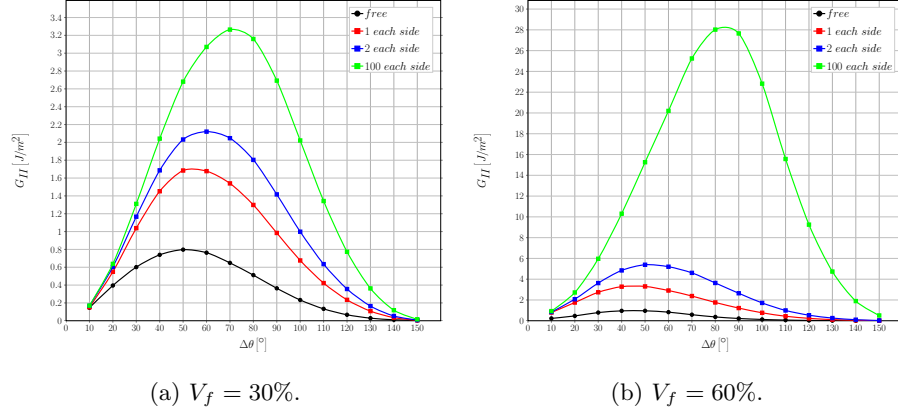 3.4
3.2
3
2.8
2.6
2.4
2.2
2
1.8
1.6
1.4
1.2
1
0.8
0.6
0.4
0.2
0
0 10 20 30 40 50 60 70 80 90 100 110 120 130 140 150
G_{II} [J/m²]
Δθ [°]
free
1 each side
2 each side
100 each side
(a) V_f = 30%.
30
28
26
24
22
20
18
16
14
12
10
8
6
4
2
0
0 10 20 30 40 50 60 70 80 90 100 110 120 130 140 150
G_{II} [J/m²]
Δθ [°]
free
1 each side
2 each side
100 each side
(b) V_f = 60%.